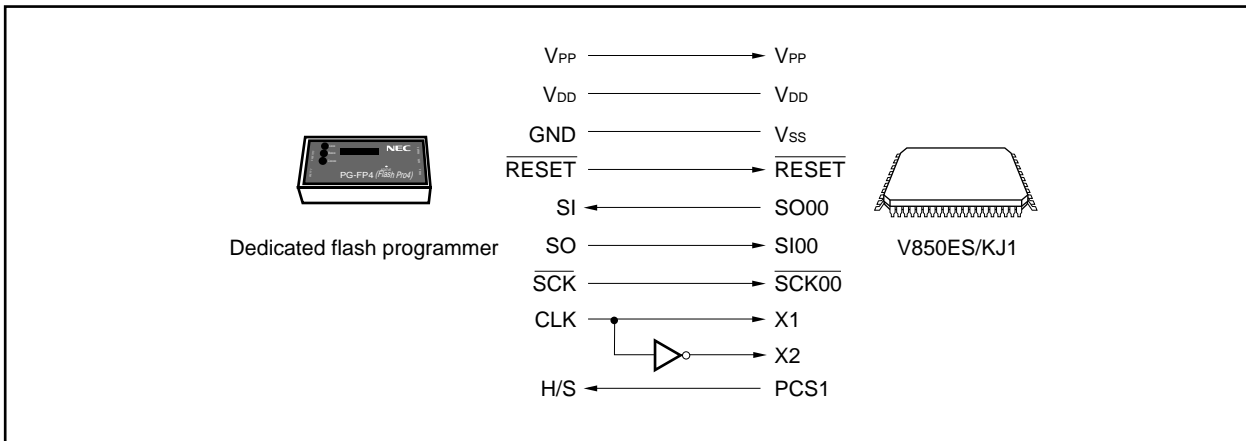 VPP VPP
VDD VDD
GND VSS
RESET RESET
SI SO00
SO SI00
SCK SCK00
CLK X1
X2
H/S PCS1
NEC
PG-FP4 (Flash Pro4)
Dedicated flash programmer
V850ES/KJ1